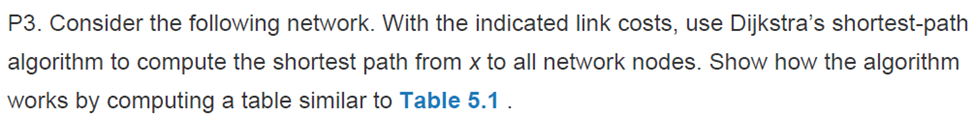 P3. Consider the following network. With the indicated link costs, use Dijkstra's shortest-path
algorithm to compute the shortest path from x to all network nodes. Show how the algorithm
works by computing a table similar to Table 5.1 .